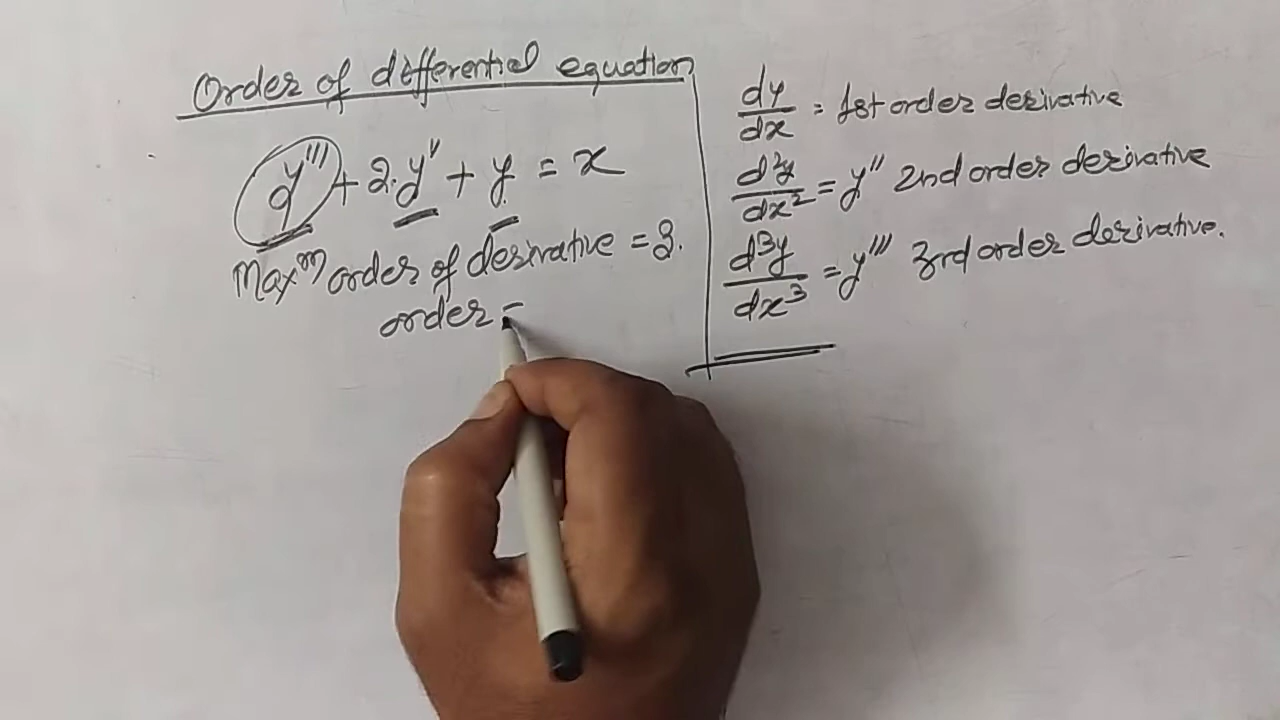 Order of differential equation
y''' + 2.y' + y = x
Maxᵐ order of derivative = 3.
order =
dy/dx = 1st order derivative
d²y/dx² = y'' 2nd order derivative
d³y/dx³ = y''' 3rd order derivative.